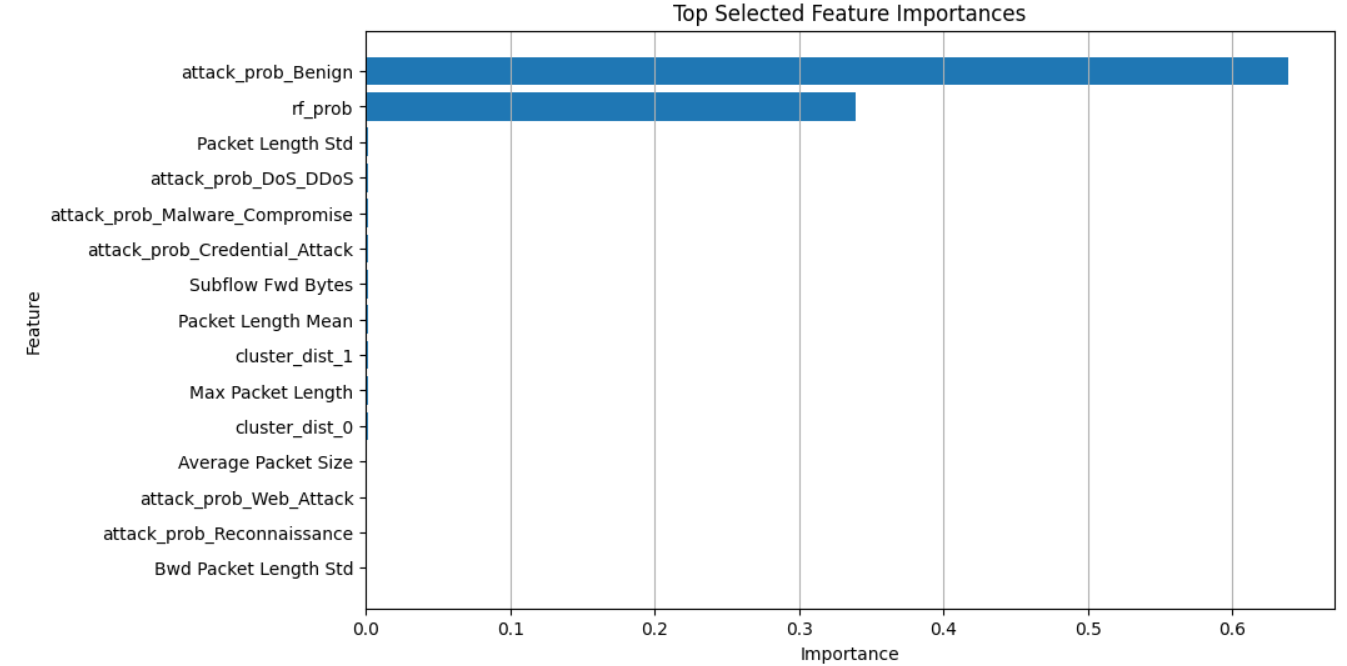 Top Selected Feature Importances
attack_prob_Benign
rf_prob
Packet Length Std
attack_prob_DoS_DDoS
attack_prob_Malware_Compromise
attack_prob_Credential_Attack
Subflow Fwd Bytes
Packet Length Mean
cluster_dist_1
Max Packet Length
cluster_dist_0
Average Packet Size
attack_prob_Web_Attack
attack_prob_Reconnaissance
Bwd Packet Length Std
Feature
0.0 0.1 0.2 0.3 0.4 0.5 0.6
Importance